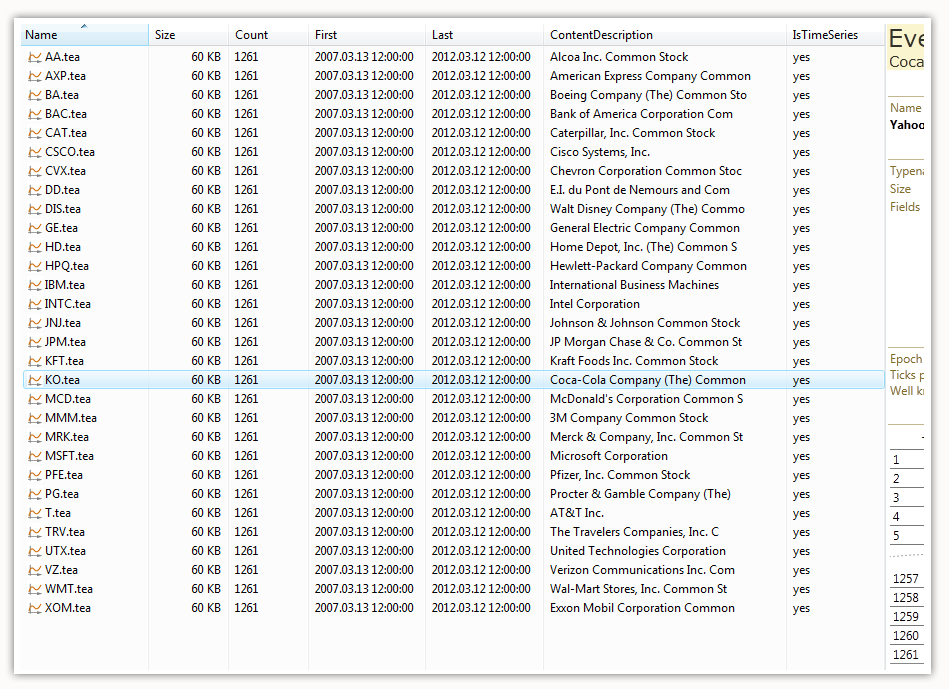 Name Size Count First Last ContentDescription IsTimeSeries
AA.tea 60 KB 1261 2007.03.13 12:00:00 2012.03.12 12:00:00 Alcoa Inc. Common Stock yes
AXP.tea 60 KB 1261 2007.03.13 12:00:00 2012.03.12 12:00:00 American Express Company Common yes
BA.tea 60 KB 1261 2007.03.13 12:00:00 2012.03.12 12:00:00 Boeing Company (The) Common Sto yes
BAC.tea 60 KB 1261 2007.03.13 12:00:00 2012.03.12 12:00:00 Bank of America Corporation Com yes
CAT.tea 60 KB 1261 2007.03.13 12:00:00 2012.03.12 12:00:00 Caterpillar, Inc. Common Stock yes
CSCO.tea 60 KB 1261 2007.03.13 12:00:00 2012.03.12 12:00:00 Cisco Systems, Inc. yes
CVX.tea 60 KB 1261 2007.03.13 12:00:00 2012.03.12 12:00:00 Chevron Corporation Common Stoc yes
DD.tea 60 KB 1261 2007.03.13 12:00:00 2012.03.12 12:00:00 E.I. du Pont de Nemours and Com yes
DIS.tea 60 KB 1261 2007.03.13 12:00:00 2012.03.12 12:00:00 Walt Disney Company (The) Commo yes
GE.tea 60 KB 1261 2007.03.13 12:00:00 2012.03.12 12:00:00 General Electric Company Common yes
HD.tea 60 KB 1261 2007.03.13 12:00:00 2012.03.12 12:00:00 Home Depot, Inc. (The) Common S yes
HPQ.tea 60 KB 1261 2007.03.13 12:00:00 2012.03.12 12:00:00 Hewlett-Packard Company Common yes
IBM.tea 60 KB 1261 2007.03.13 12:00:00 2012.03.12 12:00:00 International Business Machines yes
INTC.tea 60 KB 1261 2007.03.13 12:00:00 2012.03.12 12:00:00 Intel Corporation yes
JNJ.tea 60 KB 1261 2007.03.13 12:00:00 2012.03.12 12:00:00 Johnson & Johnson Common Stock yes
JPM.tea 60 KB 1261 2007.03.13 12:00:00 2012.03.12 12:00:00 JP Morgan Chase & Co. Common St yes
KFT.tea 60 KB 1261 2007.03.13 12:00:00 2012.03.12 12:00:00 Kraft Foods Inc. Common Stock yes
KO.tea 60 KB 1261 2007.03.13 12:00:00 2012.03.12 12:00:00 Coca-Cola Company (The) Common yes
MCD.tea 60 KB 1261 2007.03.13 12:00:00 2012.03.12 12:00:00 McDonald's Corporation Common S yes
MMM.tea 60 KB 1261 2007.03.13 12:00:00 2012.03.12 12:00:00 3M Company Common Stock yes
MRK.tea 60 KB 1261 2007.03.13 12:00:00 2012.03.12 12:00:00 Merck & Company, Inc. Common St yes
MSFT.tea 60 KB 1261 2007.03.13 12:00:00 2012.03.12 12:00:00 Microsoft Corporation yes
PFE.tea 60 KB 1261 2007.03.13 12:00:00 2012.03.12 12:00:00 Pfizer, Inc. Common Stock yes
PG.tea 60 KB 1261 2007.03.13 12:00:00 2012.03.12 12:00:00 Procter & Gamble Company (The) yes
T.tea 60 KB 1261 2007.03.13 12:00:00 2012.03.12 12:00:00 AT&T Inc. yes
TRV.tea 60 KB 1261 2007.03.13 12:00:00 2012.03.12 12:00:00 The Travelers Companies, Inc. C yes
UTX.tea 60 KB 1261 2007.03.13 12:00:00 2012.03.12 12:00:00 United Technologies Corporation yes
VZ.tea 60 KB 1261 2007.03.13 12:00:00 2012.03.12 12:00:00 Verizon Communications Inc. Com yes
WMT.tea 60 KB 1261 2007.03.13 12:00:00 2012.03.12 12:00:00 Wal-Mart Stores, Inc. Common St yes
XOM.tea 60 KB 1261 2007.03.13 12:00:00 2012.03.12 12:00:00 Exxon Mobil Corporation Common yes
Eve
Coca
Name
Yahoo
Typena
Size
Fields
Epoch
Ticks p
Well k
1
2
3
4
5
1257
1258
1259
1260
1261